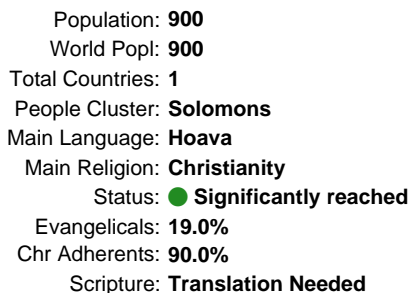 Population: 900
World Popl: 900
Total Countries: 1
People Cluster: Solomons
Main Language: Hoava
Main Religion: Christianity
Status: Significantly reached
Evangelicals: 19.0%
Chr Adherents: 90.0%
Scripture: Translation Needed